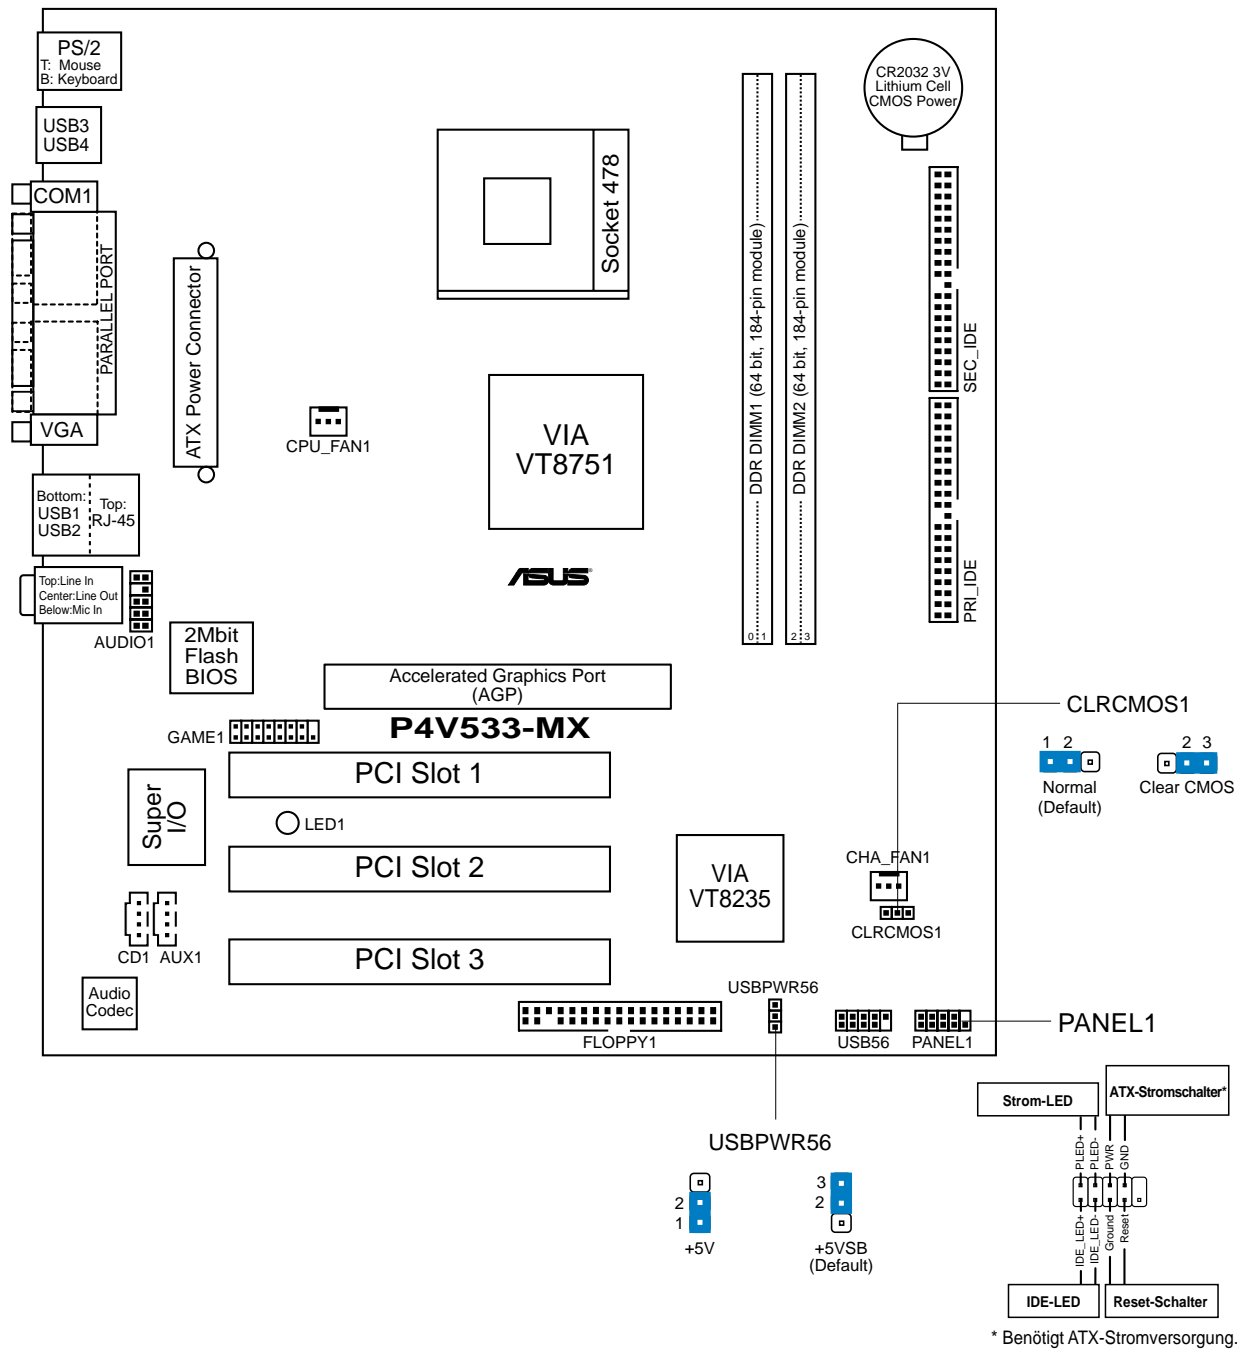 PS/2
T: Mouse
B: Keyboard
USB3
USB4
COM1
PARALLEL PORT
VGA
Bottom:
USB1
USB2
Top:
RJ-45
Top:Line In
Center:Line Out
Below:Mic In
AUDIO1
ATX Power Connector
CPU_FAN1
Socket 478
VIA
VT8751
ASUS
DDR DIMM1 (64 bit, 184-pin module)
DDR DIMM2 (64 bit, 184-pin module)
0 1
2 3
CR2032 3V
Lithium Cell
CMOS Power
SEC_IDE
PRI_IDE
2Mbit
Flash
BIOS
Accelerated Graphics Port
(AGP)
P4V533-MX
GAME1
PCI Slot 1
Super
I/O
LED1
PCI Slot 2
PCI Slot 3
CD1
AUX1
Audio
Codec
VIA
VT8235
CHA_FAN1
CLRCMOS1
FLOPPY1
USBPWR56
USB56
PANEL1
CLRCMOS1
1 2
Normal
(Default)
2 3
Clear CMOS
PANEL1
Strom-LED
ATX-Stromschalter*
PLED+
PLED-
PWR
GND
IDE_LED+
IDE_LED-
Ground
Reset
IDE-LED
Reset-Schalter
* Benötigt ATX-Stromversorgung.
USBPWR56
2
1
+5V
3
2
+5VSB
(Default)